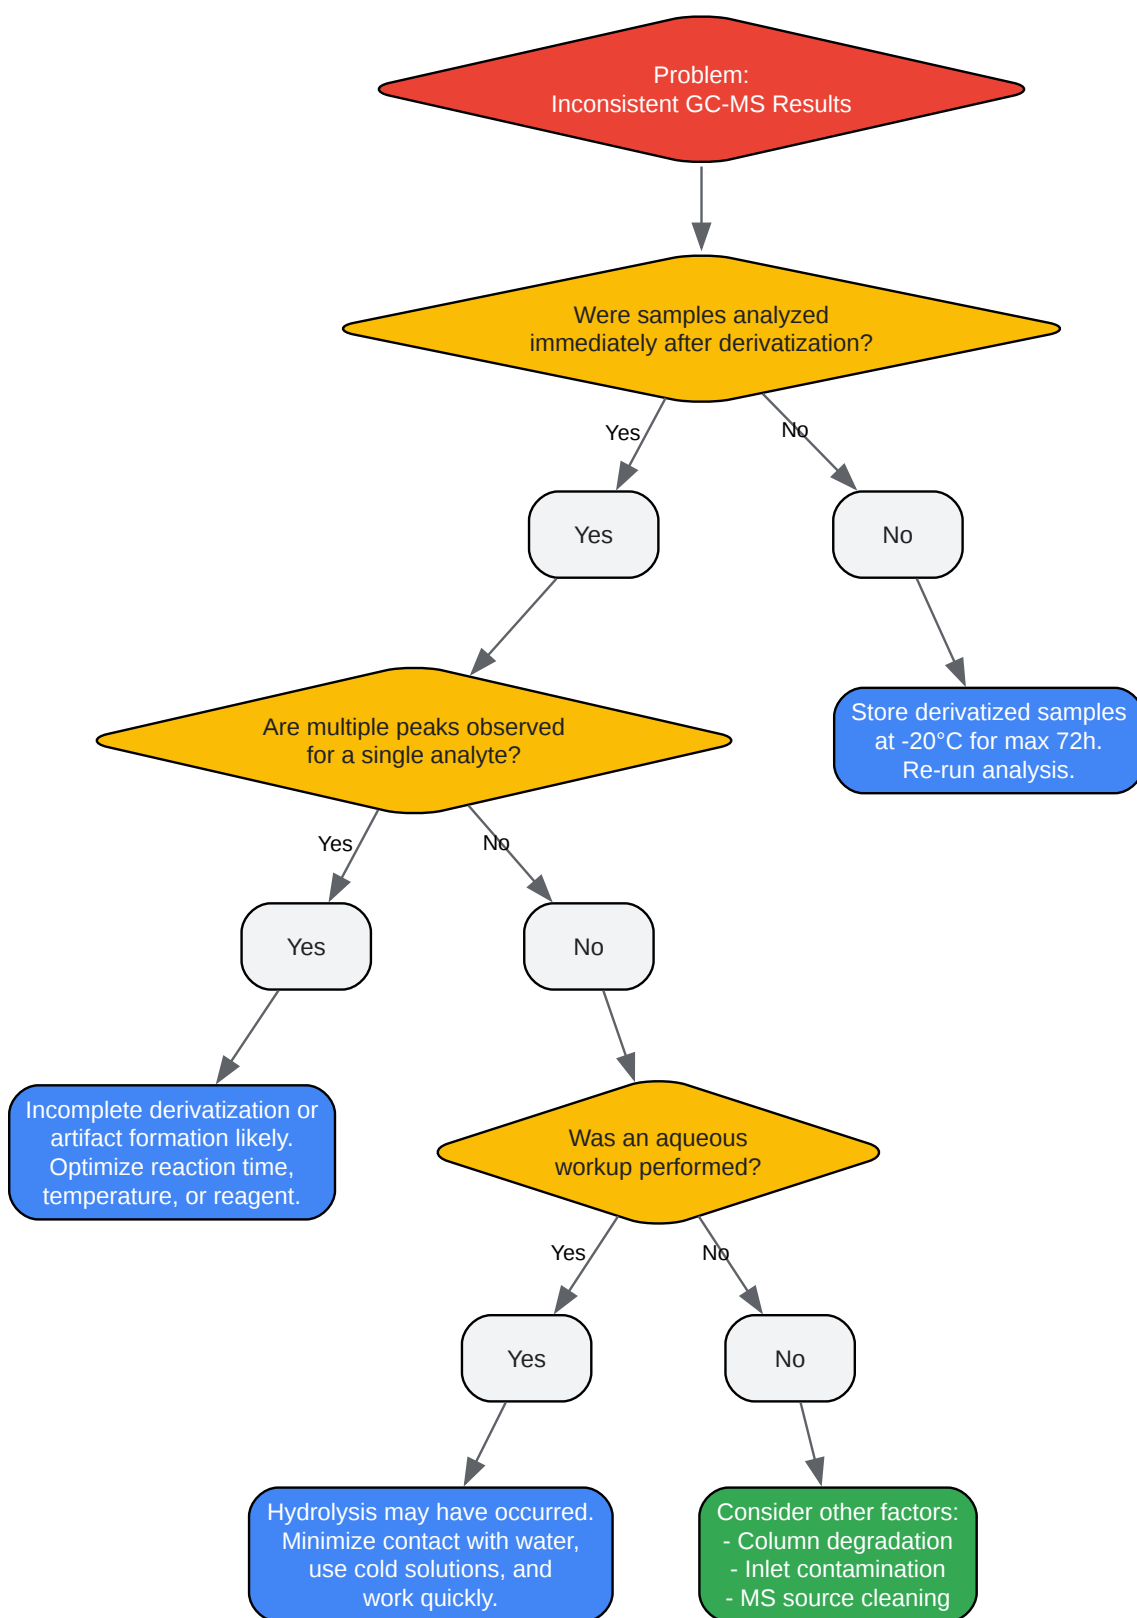 Problem:
Inconsistent GC-MS Results
Were samples analyzed
immediately after derivatization?
Yes
No
Yes
No
Are multiple peaks observed
for a single analyte?
Store derivatized samples
at -20°C for max 72h.
Re-run analysis.
Yes
No
Yes
No
Incomplete derivatization or
artifact formation likely.
Optimize reaction time,
temperature, or reagent.
Was an aqueous
workup performed?
Yes
No
Yes
No
Hydrolysis may have occurred.
Minimize contact with water,
use cold solutions, and
work quickly.
Consider other factors:
- Column degradation
- Inlet contamination
- MS source cleaning